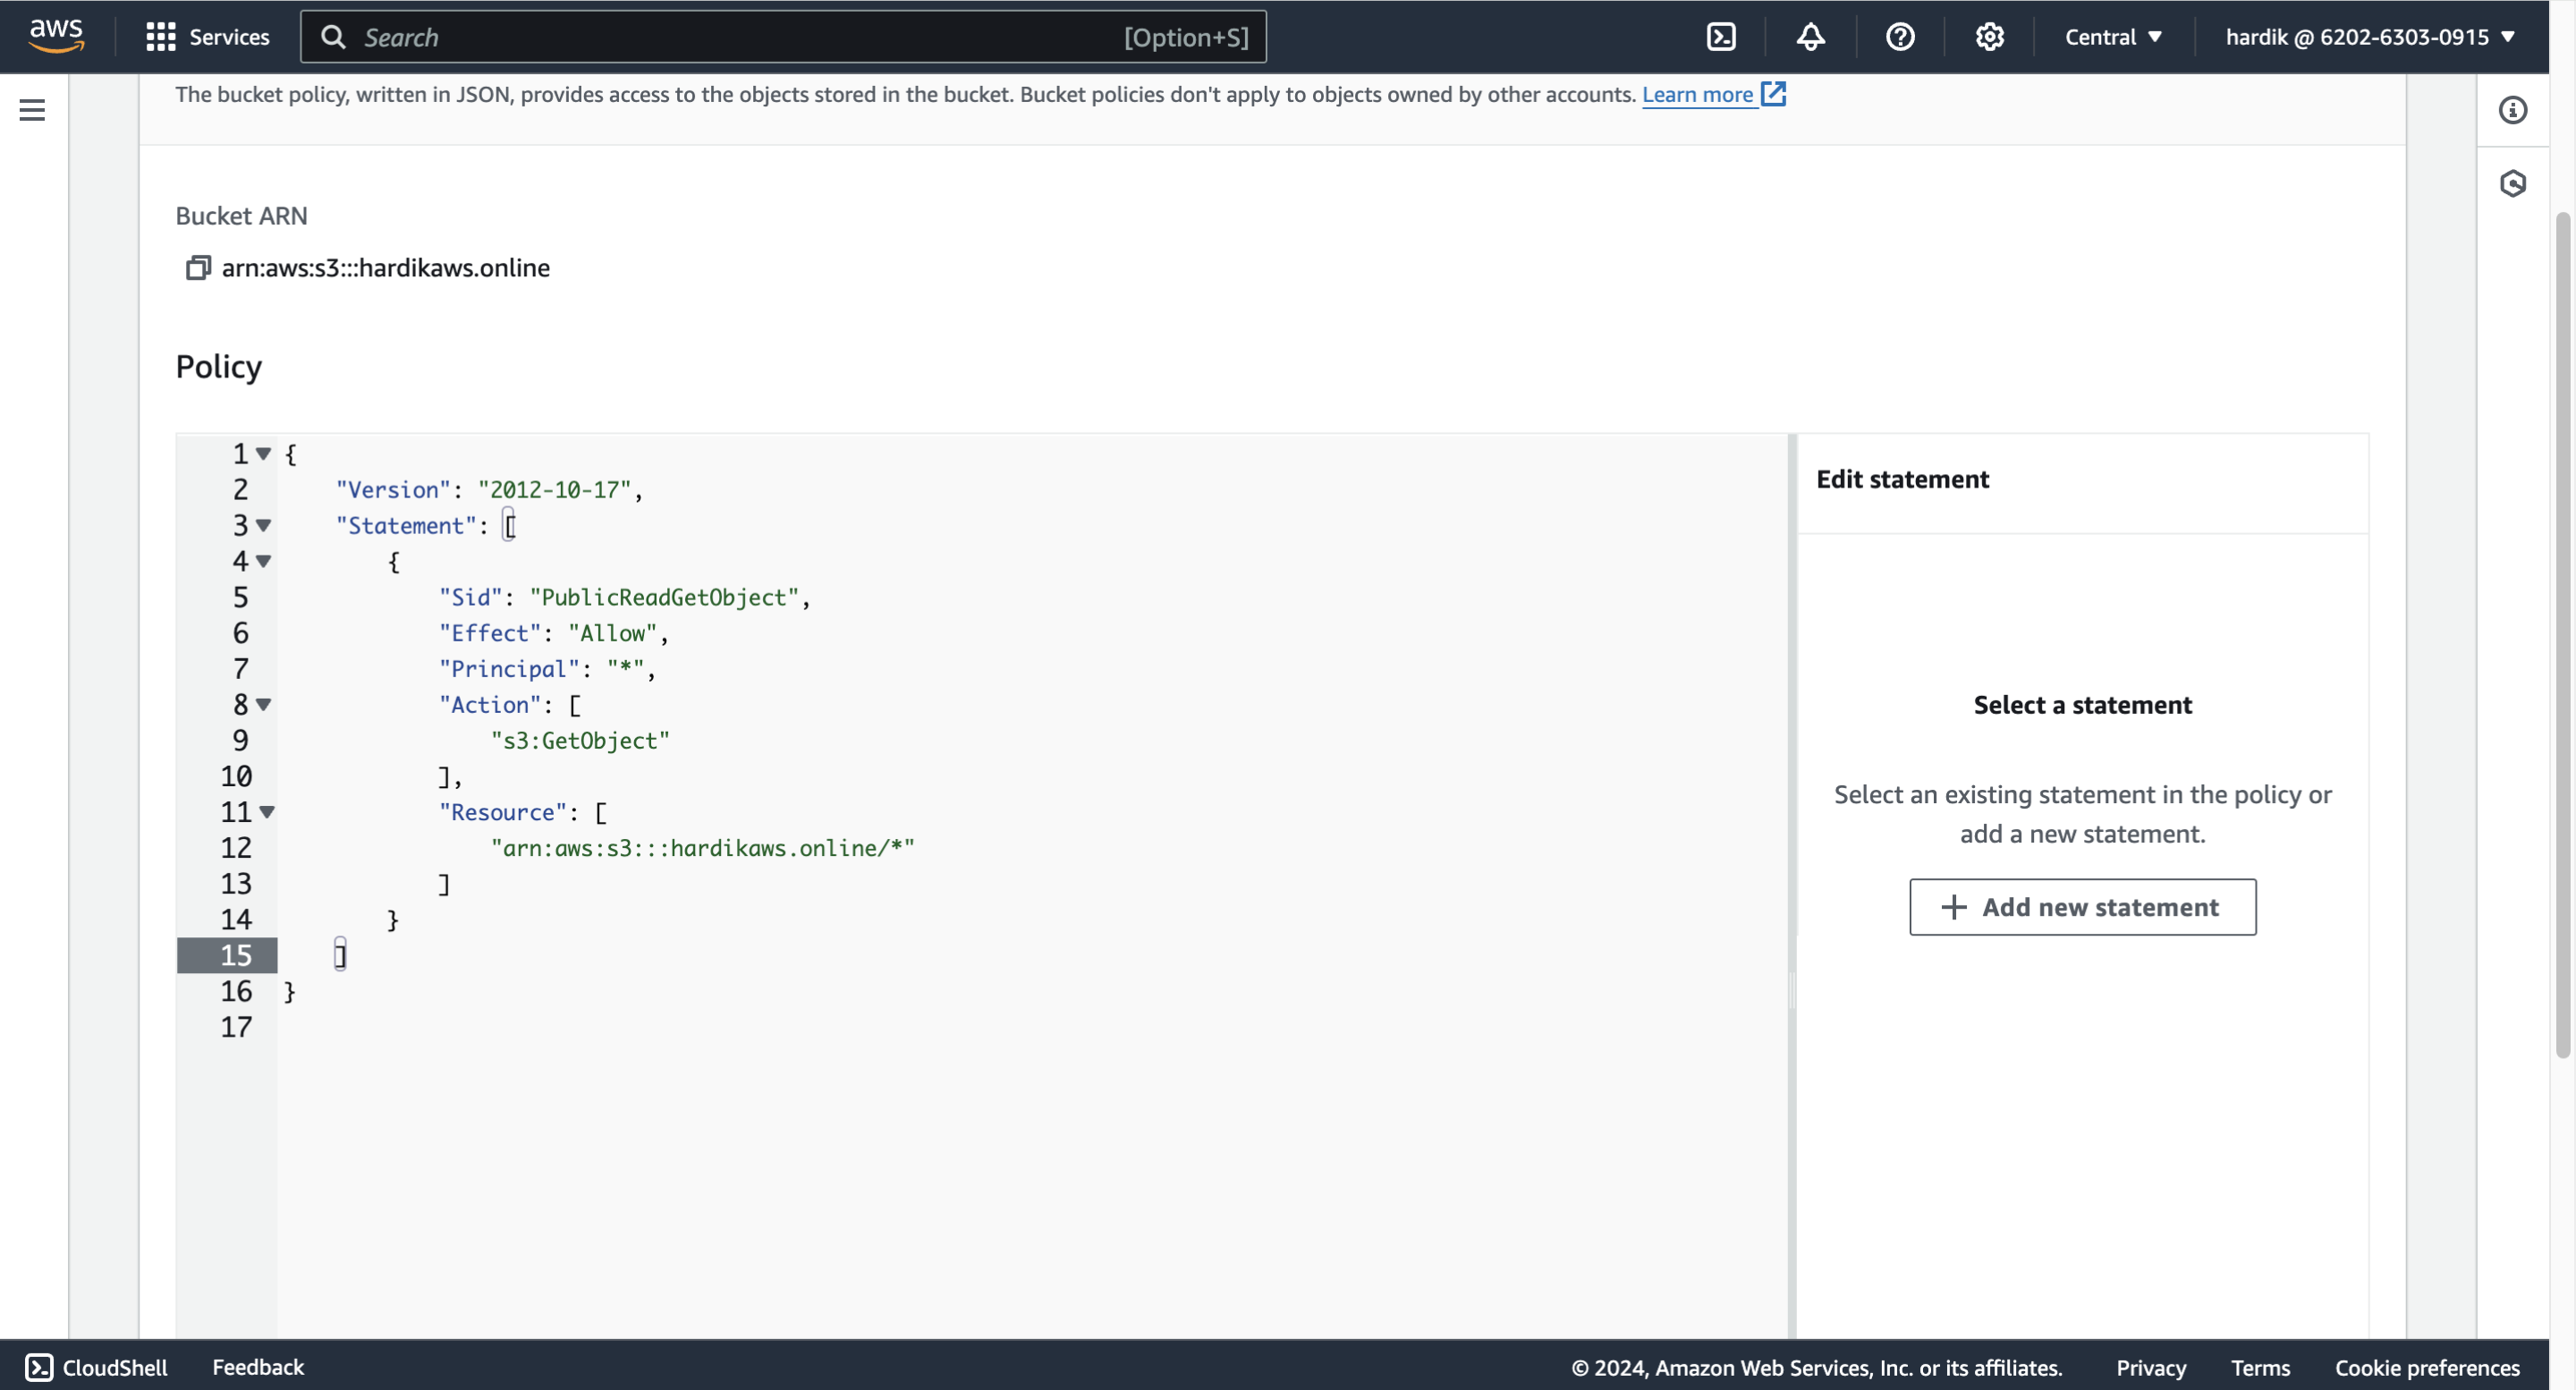 aws Services Search [Option+S] Central hardik @ 6202-6303-0915
The bucket policy, written in JSON, provides access to the objects stored in the bucket. Bucket policies don't apply to objects owned by other accounts. Learn more
Bucket ARN
arn:aws:s3:::hardikaws.online
Policy
1 {
2 "Version": "2012-10-17",
3 "Statement": [
4 {
5 "Sid": "PublicReadGetObject",
6 "Effect": "Allow",
7 "Principal": "*",
8 "Action": [
9 "s3:GetObject"
10 ],
11 "Resource": [
12 "arn:aws:s3:::hardikaws.online/*"
13 ]
14 }
15 ]
16 }
17
Edit statement
Select a statement
Select an existing statement in the policy or
add a new statement.
+ Add new statement
CloudShell Feedback © 2024, Amazon Web Services, Inc. or its affiliates. Privacy Terms Cookie preferences